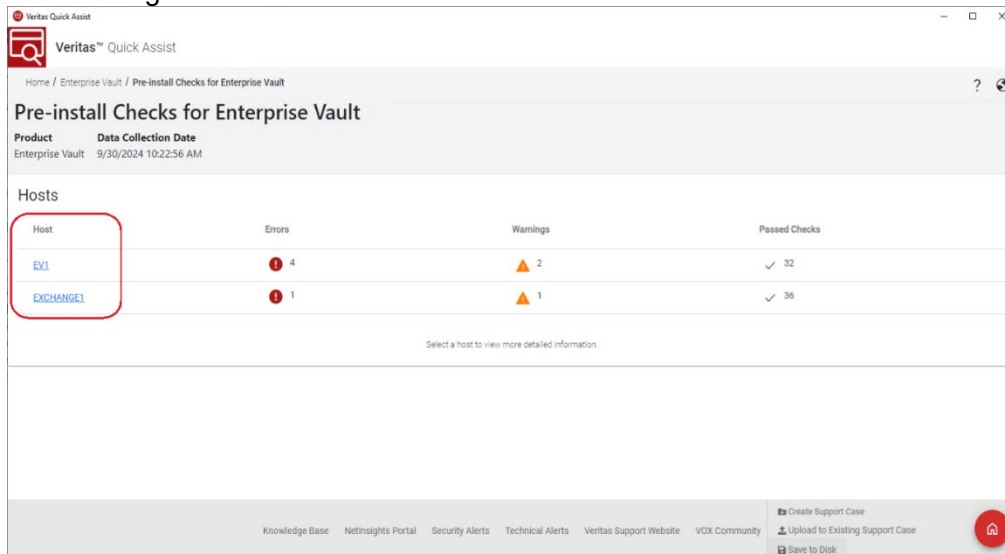 Veritas Quick Assist
Veritas™ Quick Assist
Home / Enterprise Vault / Pre-install Checks for Enterprise Vault
?
Pre-install Checks for Enterprise Vault
Product Data Collection Date
Enterprise Vault 9/30/2024 10:22:56 AM
Hosts
Host Errors Warnings Passed Checks
EV1 4 2 32
EXCHANGE1 1 1 36
Select a host to view more detailed information.
Create Support Case
Knowledge Base NetInsights Portal Security Alerts Technical Alerts Veritas Support Website VOX Community Upload to Existing Support Case
Save to Disk